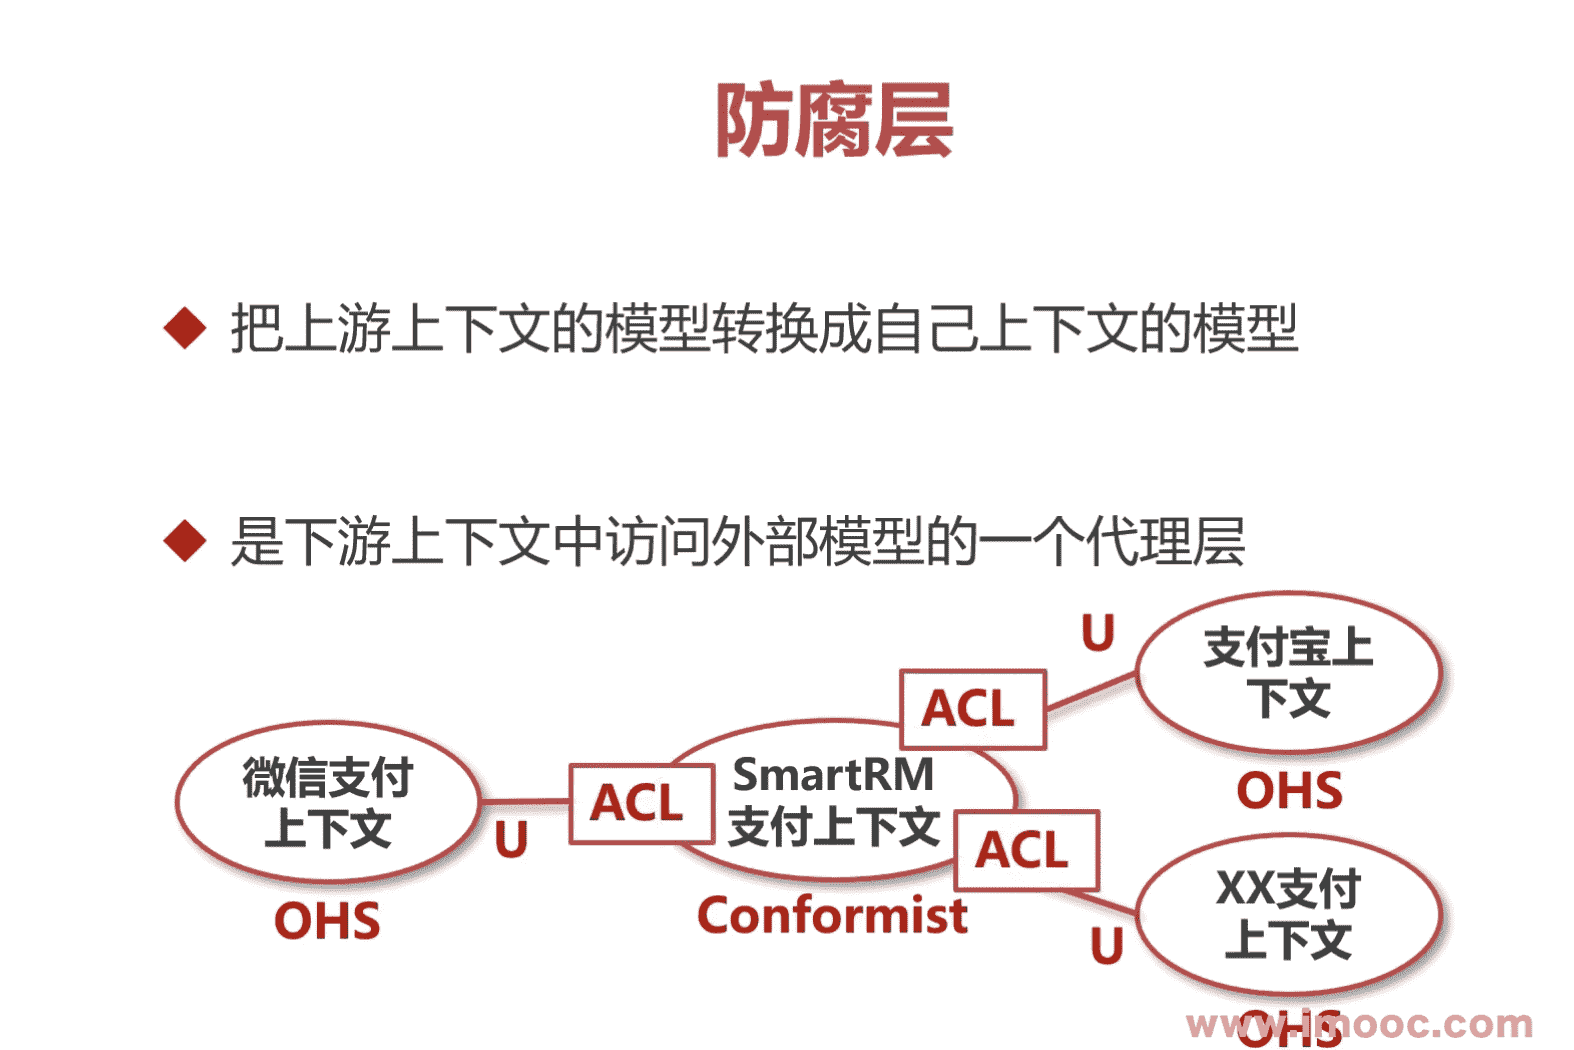 防腐层
把上游上下文的模型转换成自己上下文的模型
是下游上下文中访问外部模型的一个代理层
U
支付宝上
下文
ACL
OHS
微信支付
上下文
U
ACL
SmartRM
支付上下文
ACL
OHS
Conformist
U
XX支付
上下文
OHS
www.imooc.com